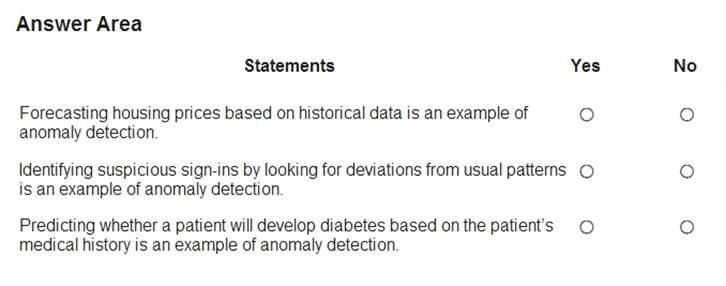 Answer Area
Statements Yes No
Forecasting housing prices based on historical data is an example of
anomaly detection.
Identifying suspicious sign-ins by looking for deviations from usual patterns
is an example of anomaly detection.
Predicting whether a patient will develop diabetes based on the patient's
medical history is an example of anomaly detection.